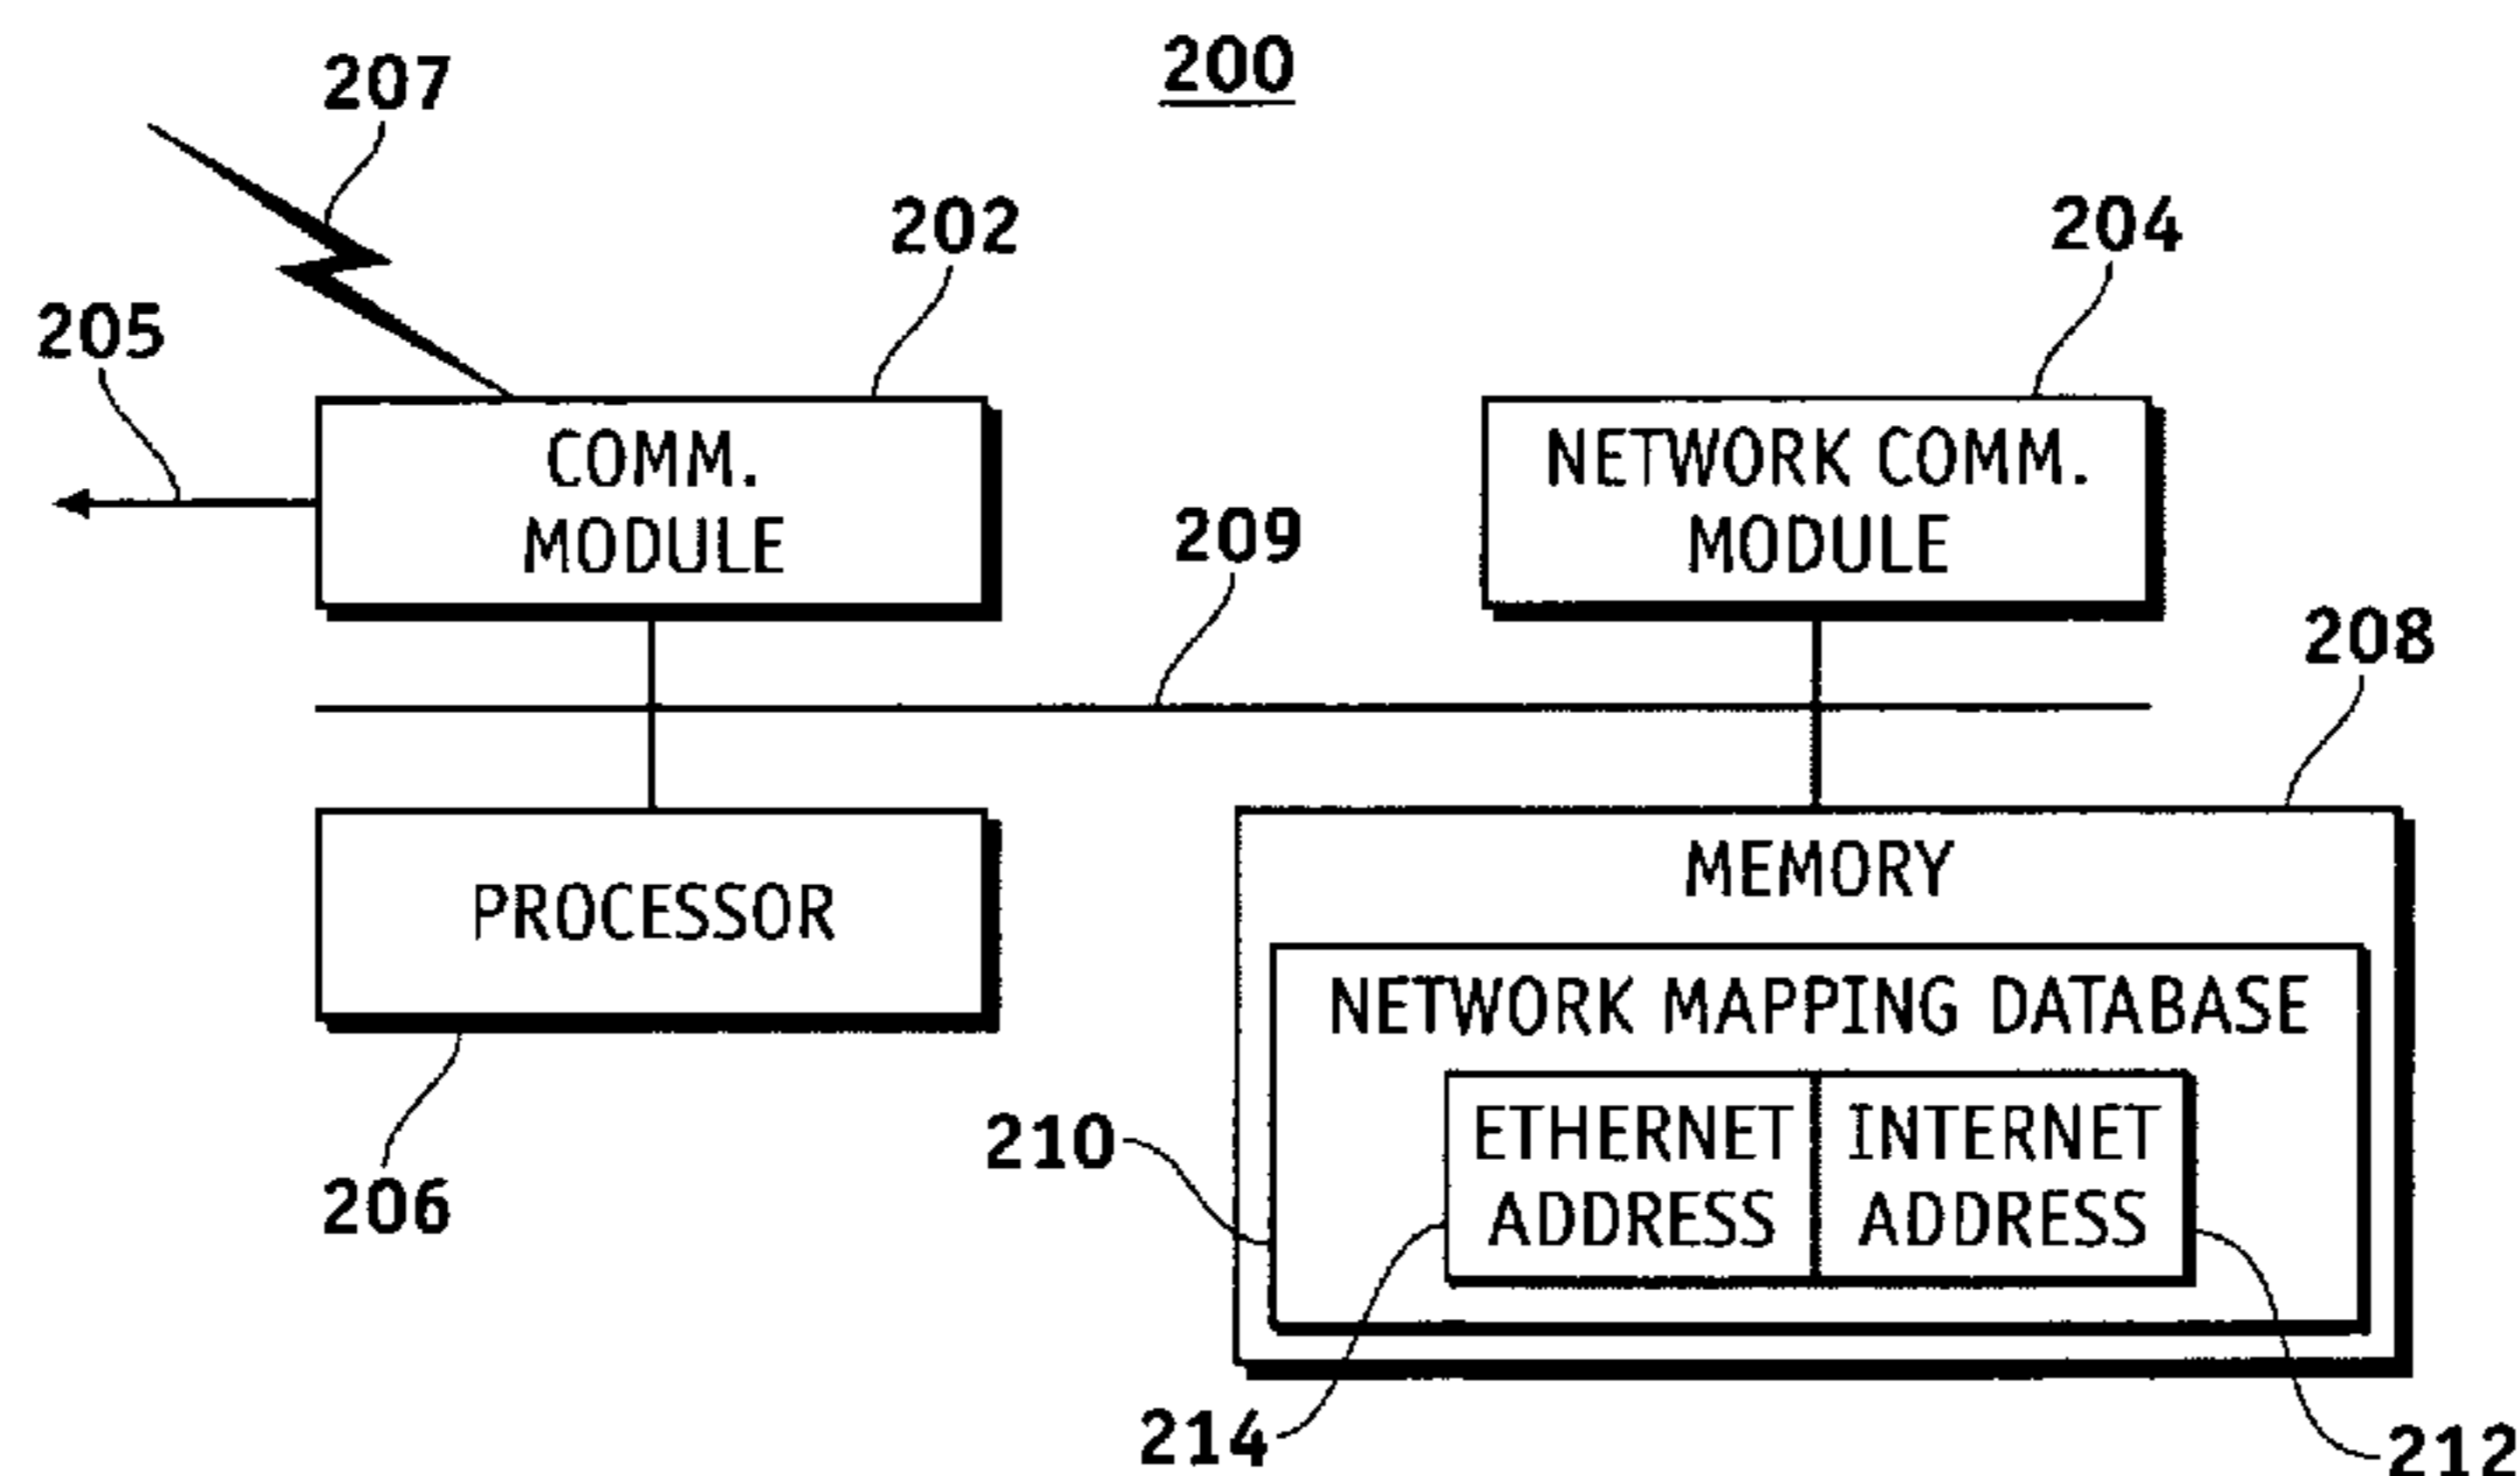 200
207
202
204
205
COMM.
MODULE
NETWORK COMM.
MODULE
209
208
PROCESSOR
MEMORY
NETWORK MAPPING DATABASE
ETHERNET
ADDRESS
INTERNET
ADDRESS
210
206
214
212